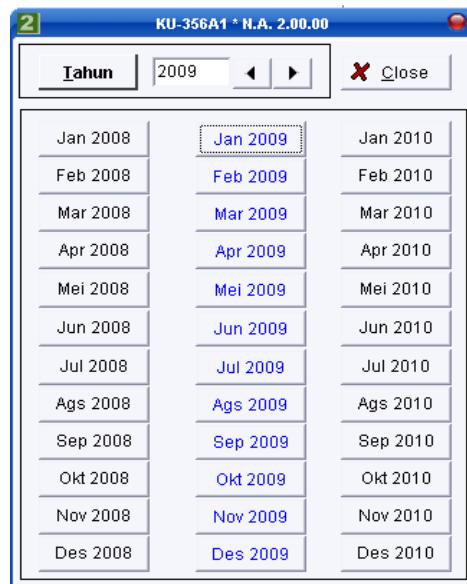 2 KU-356A1 * N.A. 2.00.00
Tahun 2009 Close
Jan 2008 Jan 2009 Jan 2010
Feb 2008 Feb 2009 Feb 2010
Mar 2008 Mar 2009 Mar 2010
Apr 2008 Apr 2009 Apr 2010
Mei 2008 Mei 2009 Mei 2010
Jun 2008 Jun 2009 Jun 2010
Jul 2008 Jul 2009 Jul 2010
Ags 2008 Ags 2009 Ags 2010
Sep 2008 Sep 2009 Sep 2010
Okt 2008 Okt 2009 Okt 2010
Nov 2008 Nov 2009 Nov 2010
Des 2008 Des 2009 Des 2010